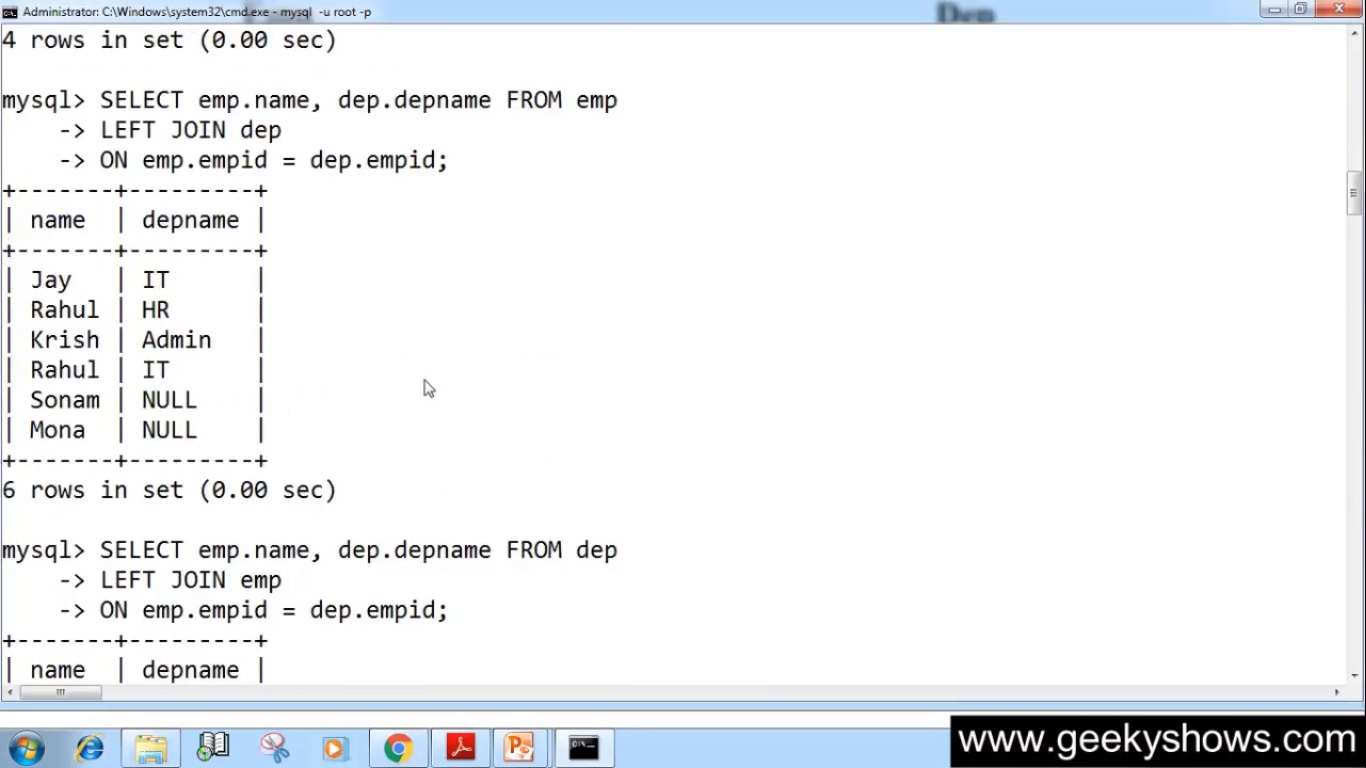 Administrator: C:\Windows\system32\cmd.exe - mysql -u root -p
Dep
4 rows in set (0.00 sec)
mysql> SELECT emp.name, dep.depname FROM emp
    -> LEFT JOIN dep
    -> ON emp.empid = dep.empid;
+-------+---------+
| name  | depname |
+-------+---------+
| Jay   | IT      |
| Rahul | HR      |
| Krish | Admin   |
| Rahul | IT      |
| Sonam | NULL    |
| Mona  | NULL    |
+-------+---------+
6 rows in set (0.00 sec)
mysql> SELECT emp.name, dep.depname FROM dep
    -> LEFT JOIN emp
    -> ON emp.empid = dep.empid;
+-------+---------+
| name  | depname |
www.geekyshows.com